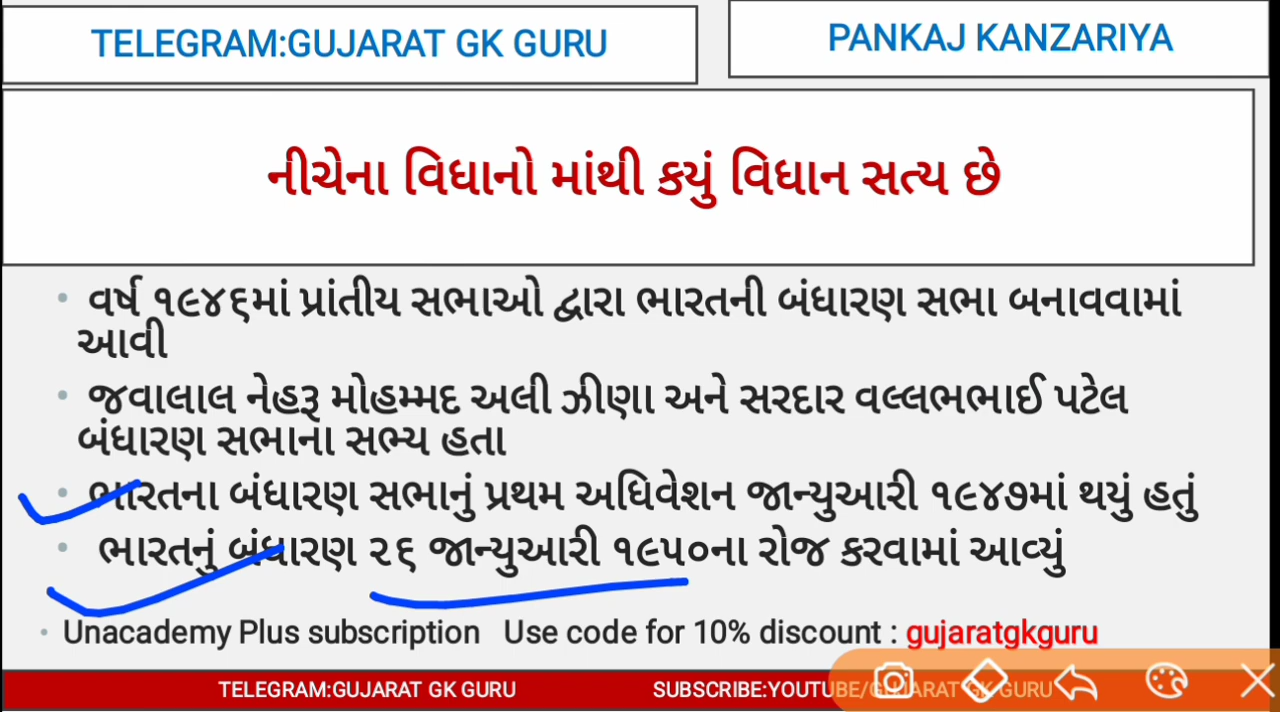 TELEGRAM:GUJARAT GK GURU
PANKAJ KANZARIYA
નીચેના વિધાનો માંથી કયું વિધાન સત્ય છે
• વર્ષ ૧૯૪૬માં પ્રાંતીય સભાઓ દ્વારા ભારતની બંધારણ સભા બનાવવામાં
આવી
• જવાલાલ નેહરૂ મોહમ્મદ અલી ઝીણા અને સરદાર વલ્લભભાઈ પટેલ
બંધારણ સભાના સભ્ય હતા
• ભારતના બંધારણ સભાનું પ્રથમ અધિવેશન જાન્યુઆરી ૧૯૪૭માં થયું હતું
• ભારતનું બંધારણ ૨૬ જાન્યુઆરી ૧૯૫૦ના રોજ કરવામાં આવ્યું
• Unacademy Plus subscription Use code for 10% discount : gujaratgkguru
TELEGRAM:GUJARAT GK GURU
SUBSCRIBE:YOUTUBE/GUJARAT GK GURU